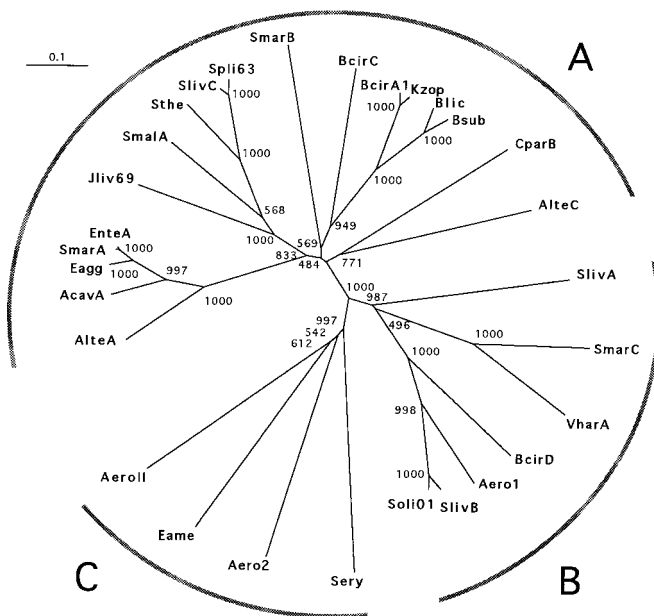 0.1
SmarB
A
BcirC
Spli63
SlivC
1000
BcirA1
Kzop
1000
Blic
Bsub
Sthe
SmalA
CparB
1000
1000
Jliv69
568
AlteC
949
1000
569
EnteA
SmarA
1000
Eagg
1000
997
833
484
771
AcavA
1000
1000
987
SlivA
997
542
612
496
1000
AlteA
SmarC
1000
998
VharA
BcirD
AeroII
1000
Aero1
Soli01
SlivB
Eame
Aero2
Sery
C
B